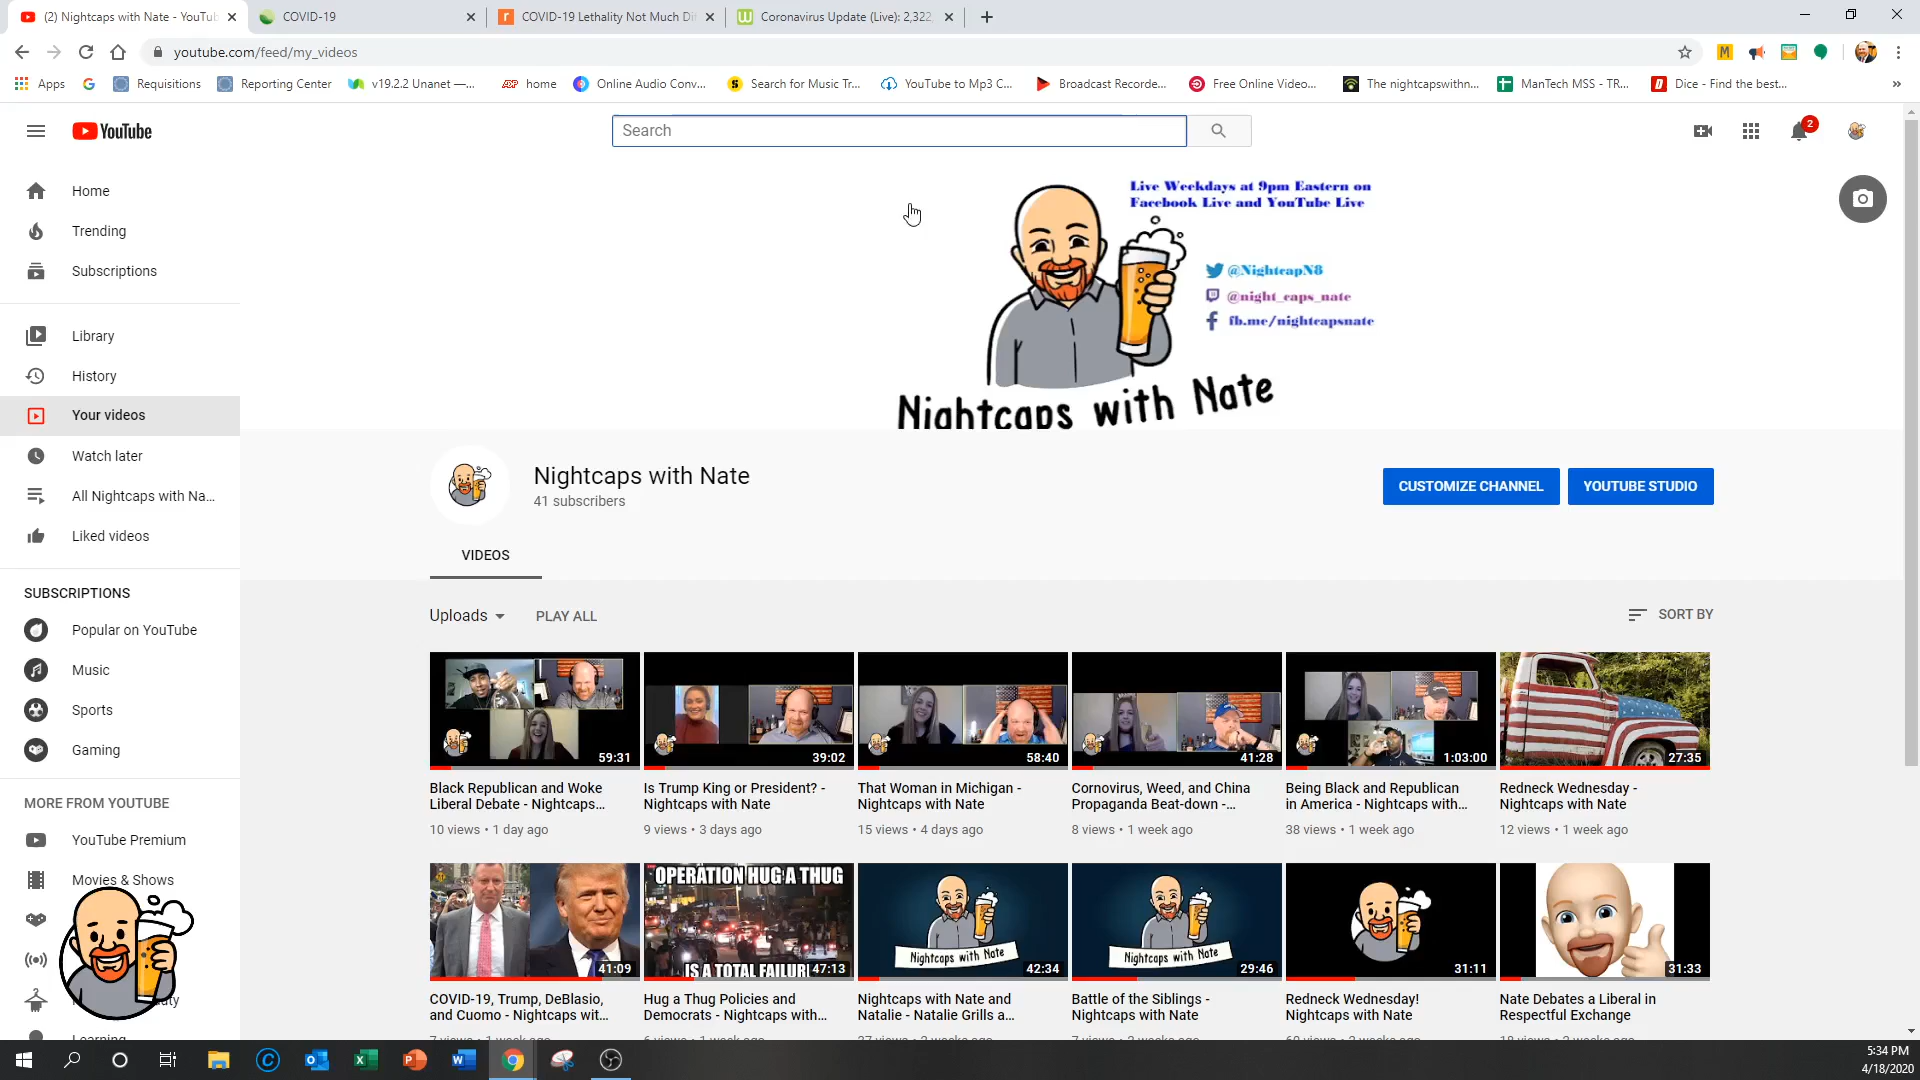 (2) Nightcaps with Nate - YouTub
COVID-19
COVID-19 Lethality Not Much Di
Coronavirus Update (Live): 2,322,
youtube.com/feed/my_videos
Apps
Requisitions
Reporting Center
v19.2.2 Unanet —...
home
Online Audio Conv...
Search for Music Tr...
YouTube to Mp3 C...
Broadcast Recorde...
Free Online Video...
The nightcapswithn...
ManTech MSS - TR...
Dice - Find the best...
YouTube
Search
2
Home
Trending
Subscriptions
Library
History
Your videos
Watch later
All Nightcaps with Na...
Liked videos
SUBSCRIPTIONS
Popular on YouTube
Music
Sports
Gaming
MORE FROM YOUTUBE
YouTube Premium
Movies & Shows
Learning
Live Weekdays at 9pm Eastern on
Facebook Live and YouTube Live
@NightcapN8
@night_caps_nate
fb.me/nightcapsnate
Nightcaps with Nate
Nightcaps with Nate
41 subscribers
CUSTOMIZE CHANNEL
YOUTUBE STUDIO
VIDEOS
Uploads
PLAY ALL
SORT BY
59:31
39:02
58:40
41:28
1:03:00
27:35
Black Republican and Woke
Liberal Debate - Nightcaps...
10 views • 1 day ago
Is Trump King or President? -
Nightcaps with Nate
9 views • 3 days ago
That Woman in Michigan -
Nightcaps with Nate
15 views • 4 days ago
Cornovirus, Weed, and China
Propaganda Beat-down -...
8 views • 1 week ago
Being Black and Republican
in America - Nightcaps with...
38 views • 1 week ago
Redneck Wednesday -
Nightcaps with Nate
12 views • 1 week ago
41:09
OPERATION HUG A THUG
IS A TOTAL FAILUR
47:13
Nightcaps with Nate
42:34
Nightcaps with Nate
29:46
31:11
31:33
COVID-19, Trump, DeBlasio,
and Cuomo - Nightcaps wit...
Hug a Thug Policies and
Democrats - Nightcaps with...
Nightcaps with Nate and
Natalie - Natalie Grills a...
Battle of the Siblings -
Nightcaps with Nate
Redneck Wednesday!
Nightcaps with Nate
Nate Debates a Liberal in
Respectful Exchange
5:34 PM
4/18/2020